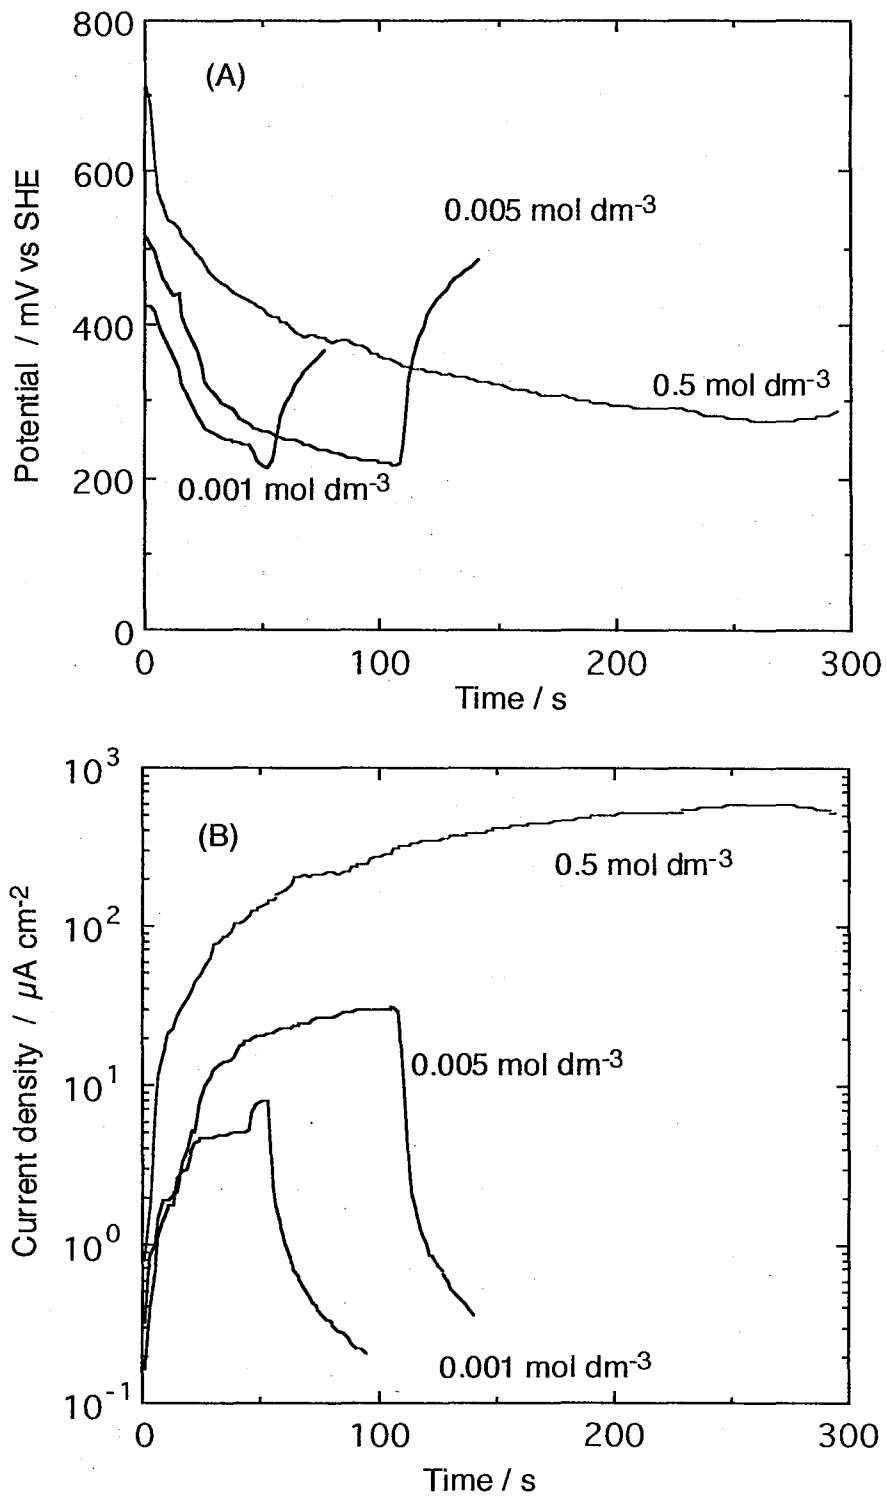 800
(A)
600
0.005 mol dm-3
Potential / mV vs SHE
400
0.5 mol dm-3
200
0.001 mol dm-3
0
0 100 200 300
Time / s
10^3
(B)
0.5 mol dm-3
10^2
Current density / µA cm-2
0.005 mol dm-3
10^1
10^0
0.001 mol dm-3
10^-1
0 100 200 300
Time / s